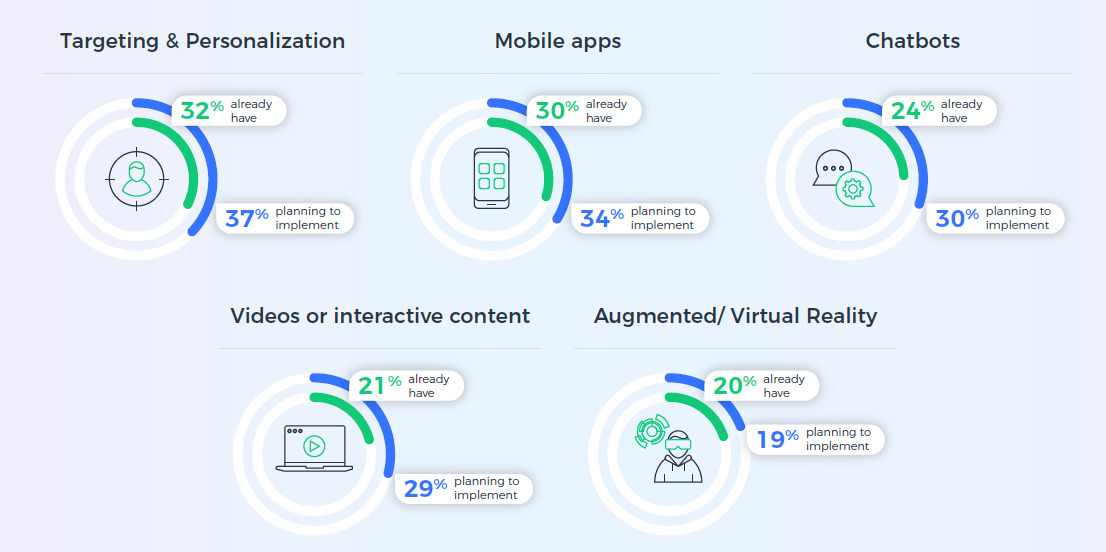 Targeting & Personalization
32% already
have
37% planning to
implement
Mobile apps
30% already
have
34% planning to
implement
Chatbots
24% already
have
30% planning to
implement
Videos or interactive content
21% already
have
29% planning to
implement
Augmented/ Virtual Reality
20% already
have
19% planning to
implement